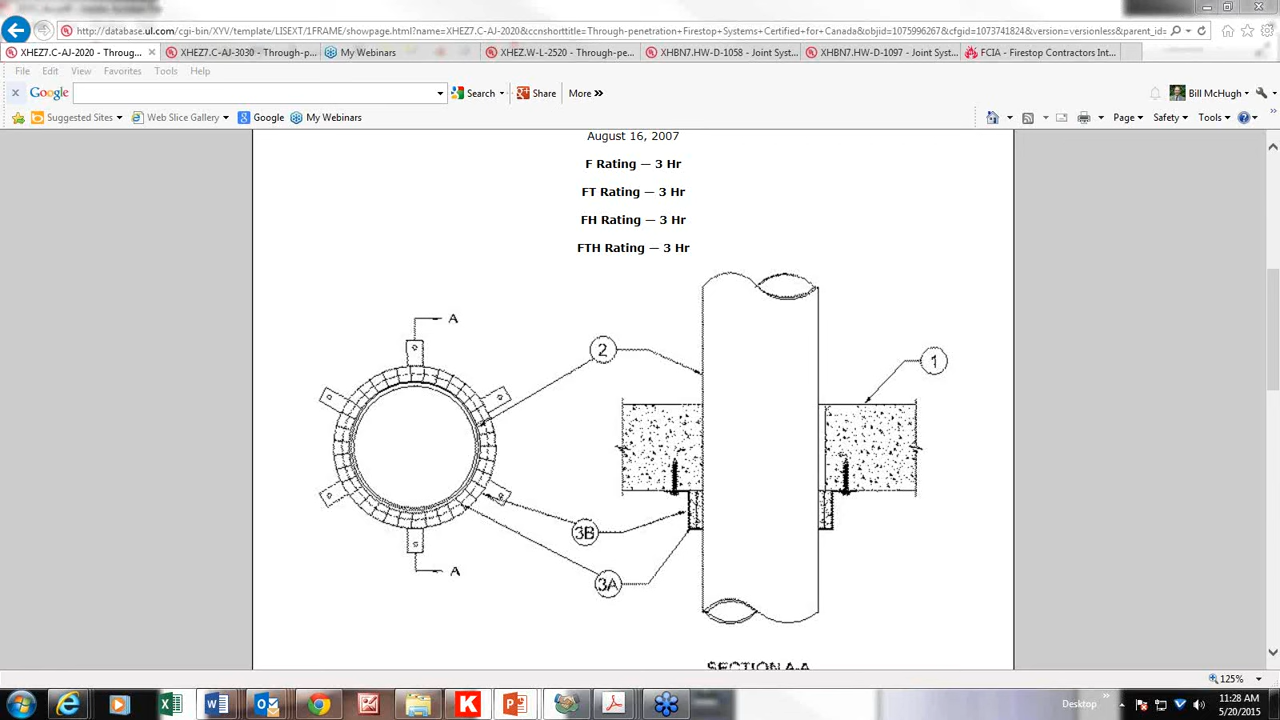 http://database.ul.com/cgi-bin/XYV/template/LISEXT/1FRAME/showpage.html?name=XHEZ7.C-AJ-2020&ccnshorttitle=Through-penetration+Firestop+Systems+Certified+for+Canada&objid=1075996267&cfgid=1073741824&version=versionless&parent_id=
XHEZ7.C-AJ-2020 - Throug... XHEZ7.C-AJ-3030 - Through-p... My Webinars XHEZ.W-L-2520 - Through-pe... XHBN7.HW-D-1058 - Joint Syst... XHBN7.HW-D-1097 - Joint Syst... FCIA - Firestop Contractors Int...
File Edit View Favorites Tools Help
x Google Search Share More » Bill McHugh
Suggested Sites Web Slice Gallery Google My Webinars Page Safety Tools
August 16, 2007
F Rating — 3 Hr
FT Rating — 3 Hr
FH Rating — 3 Hr
FTH Rating — 3 Hr
A
2
1
3B
3A
A
SECTION A-A
125%
Desktop
11:28 AM
5/20/2015